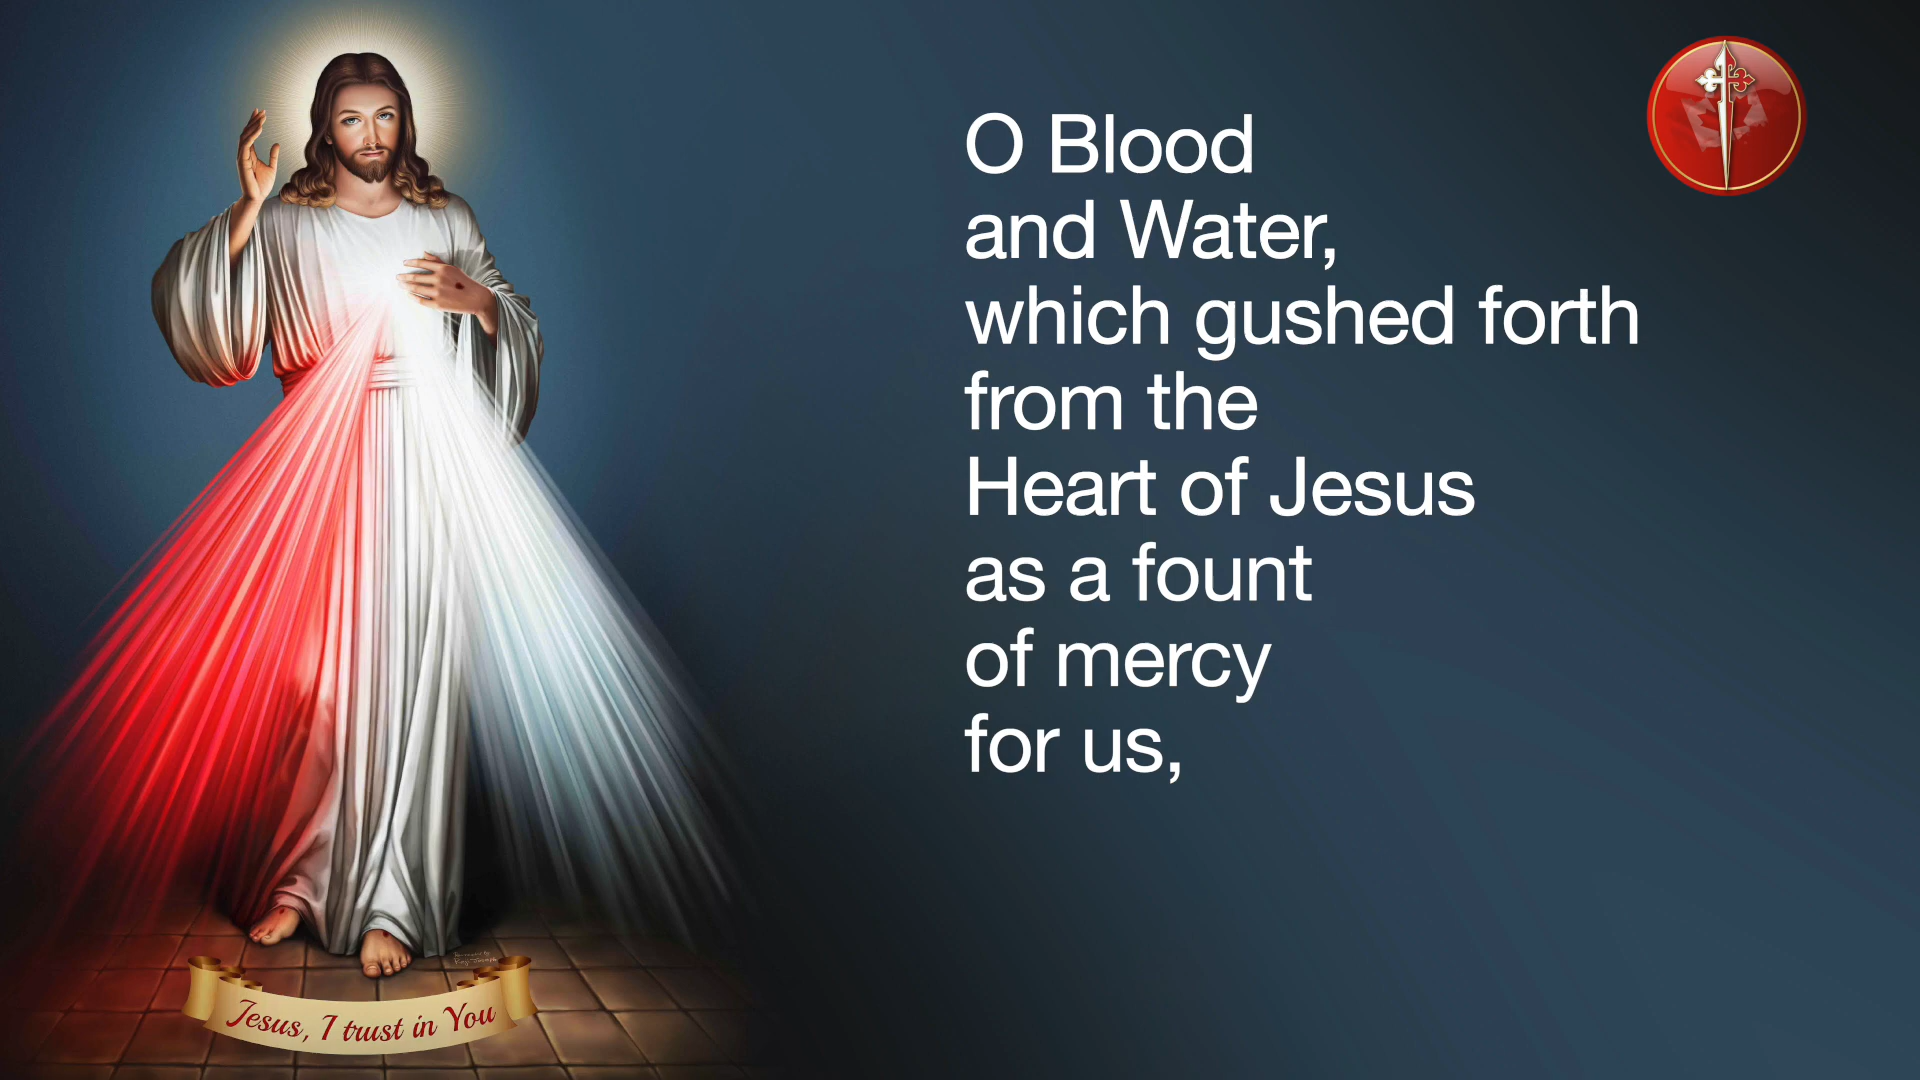 O Blood
and Water,
which gushed forth
from the
Heart of Jesus
as a fount
of mercy
for us,
Jesus, I trust in You